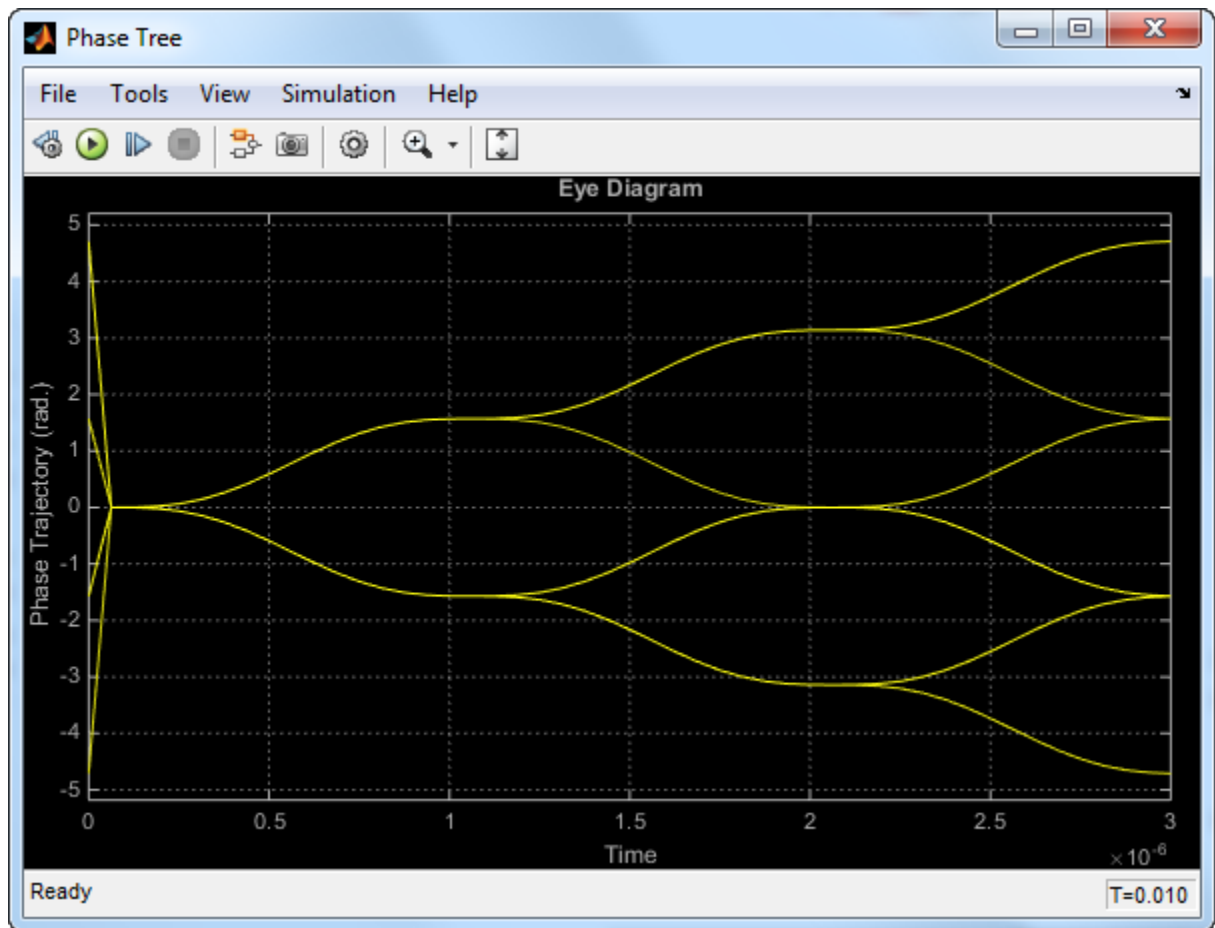 Phase Tree
File Tools View Simulation Help
Eye Diagram
5
4
3
2
1
0
-1
-2
-3
-4
-5
Phase Trajectory (rad.)
0 0.5 1 1.5 2 2.5 3
Time
×10⁻⁶
Ready
T=0.010